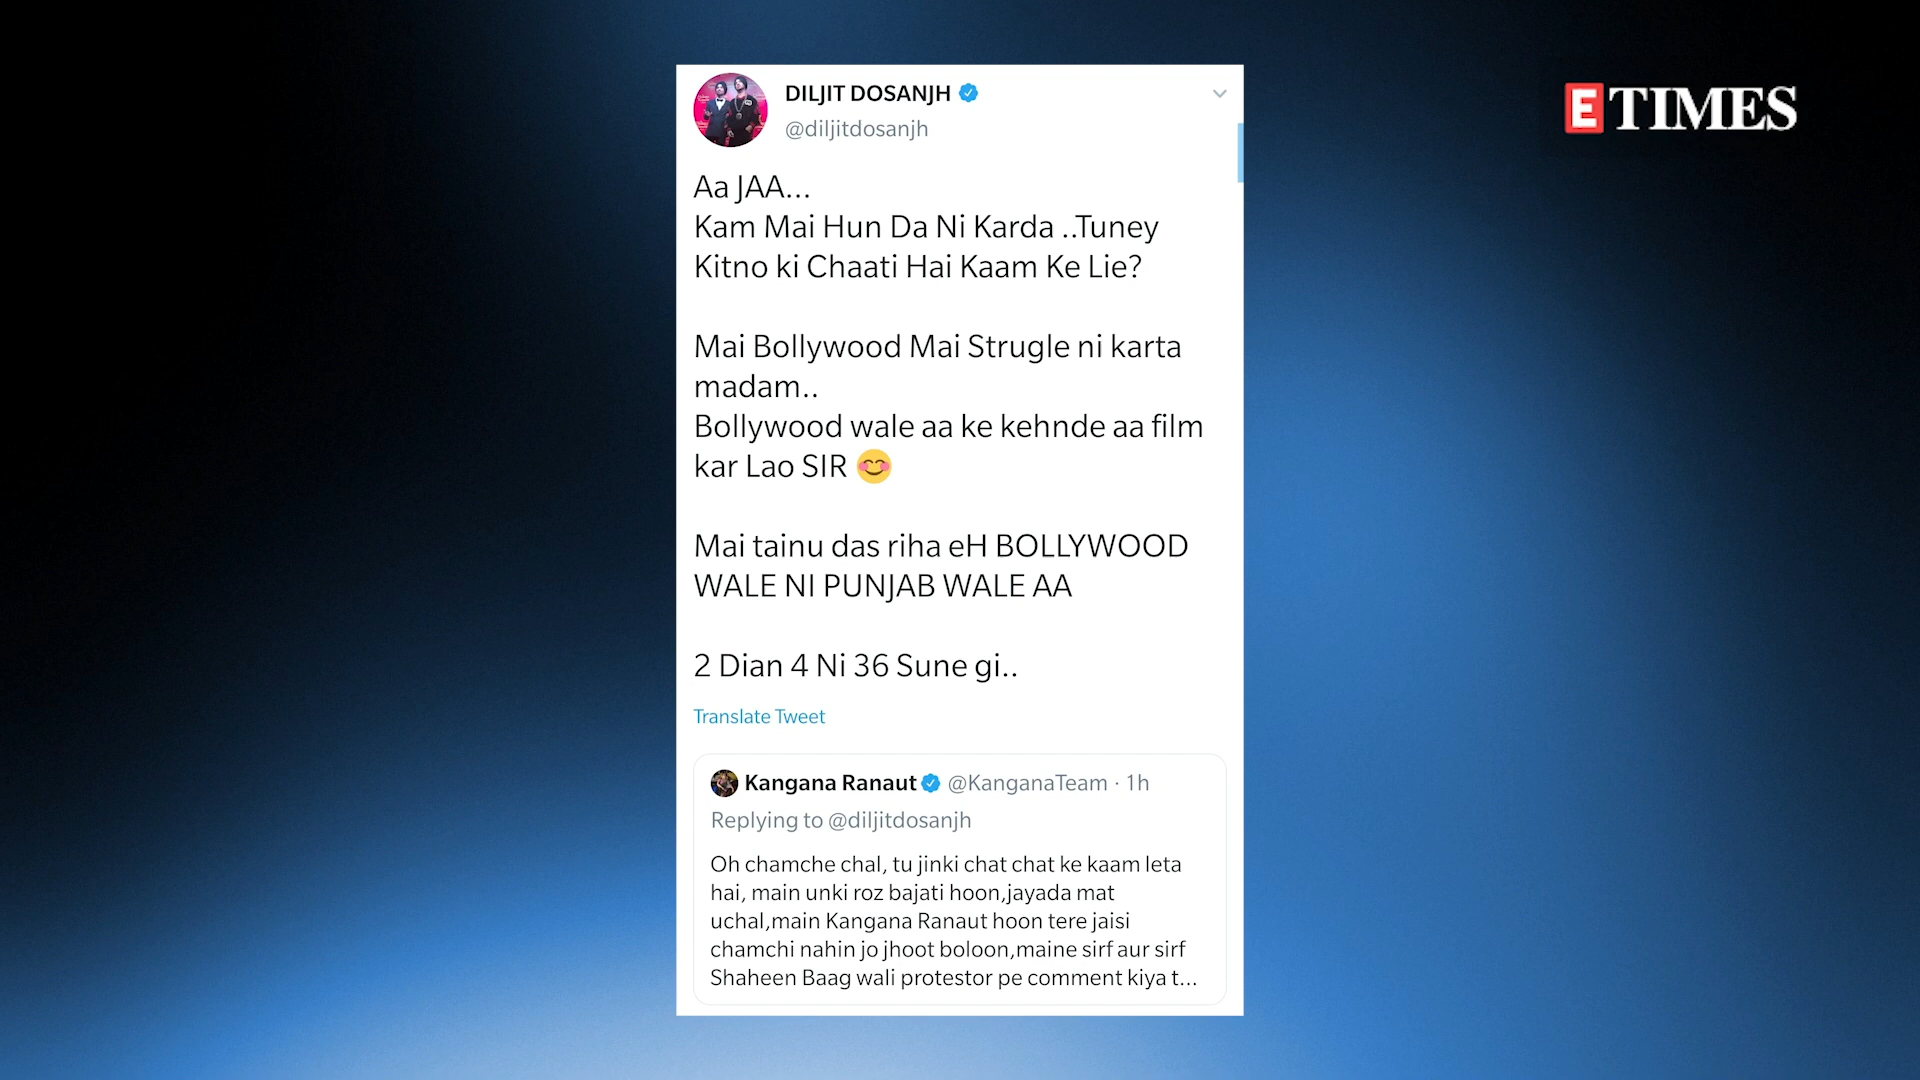 E TIMES
DILJIT DOSANJH
@diljitdosanjh
Aa JAA...
Kam Mai Hun Da Ni Karda ..Tuney
Kitno ki Chaati Hai Kaam Ke Lie?
Mai Bollywood Mai Strugle ni karta
madam..
Bollywood wale aa ke kehnde aa film
kar Lao SIR 😊
Mai tainu das riha eH BOLLYWOOD
WALE NI PUNJAB WALE AA
2 Dian 4 Ni 36 Sune gi..
Translate Tweet
Kangana Ranaut @KanganaTeam · 1h
Replying to @diljitdosanjh
Oh chamche chal, tu jinki chat chat ke kaam leta
hai, main unki roz bajati hoon,jayada mat
uchal,main Kangana Ranaut hoon tere jaisi
chamchi nahin jo jhoot boloon,maine sirf aur sirf
Shaheen Baag wali protestor pe comment kiya t...